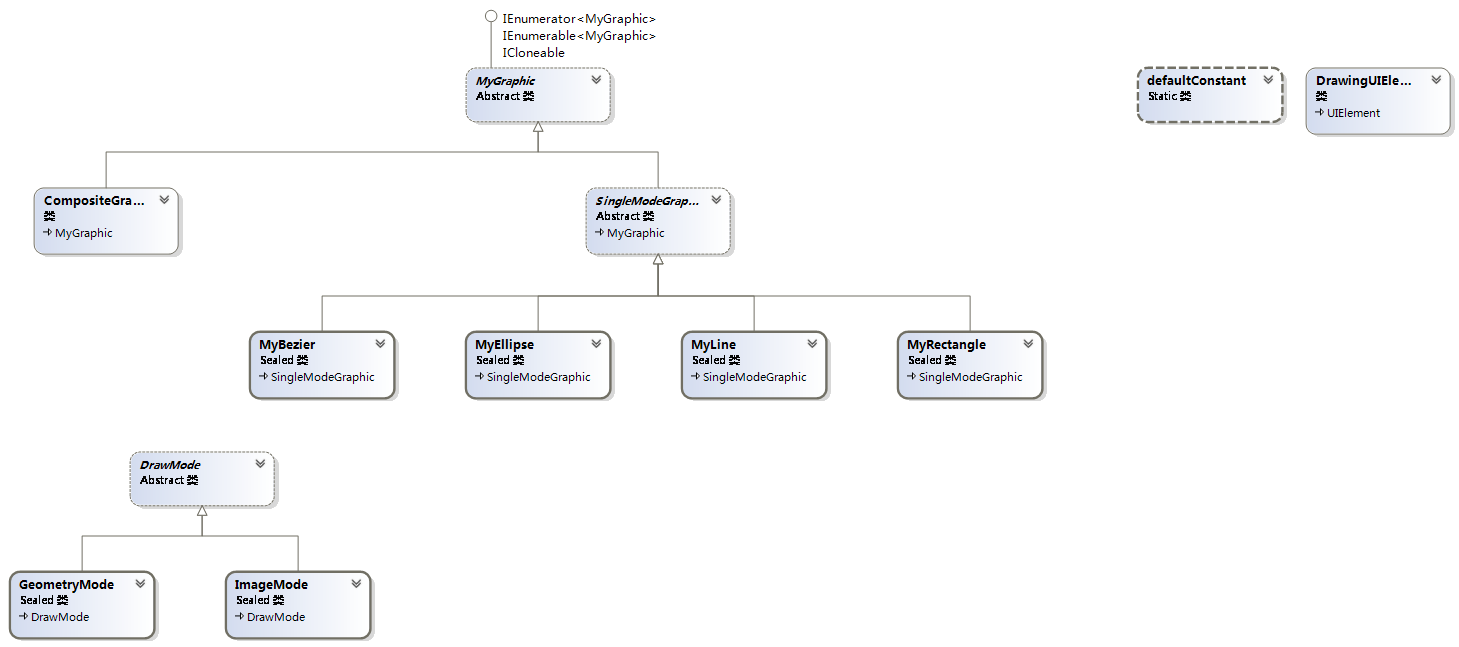 IEnumerator<MyGraphic>
IEnumerable<MyGraphic>
ICloneable
MyGraphic
Abstract 类
defaultConstant
Static 类
DrawingUIEle...
类
UIElement
CompositeGra...
类
MyGraphic
SingleModeGrap...
Abstract 类
MyGraphic
MyBezier
Sealed 类
SingleModeGraphic
MyEllipse
Sealed 类
SingleModeGraphic
MyLine
Sealed 类
SingleModeGraphic
MyRectangle
Sealed 类
SingleModeGraphic
DrawMode
Abstract 类
GeometryMode
Sealed 类
DrawMode
ImageMode
Sealed 类
DrawMode